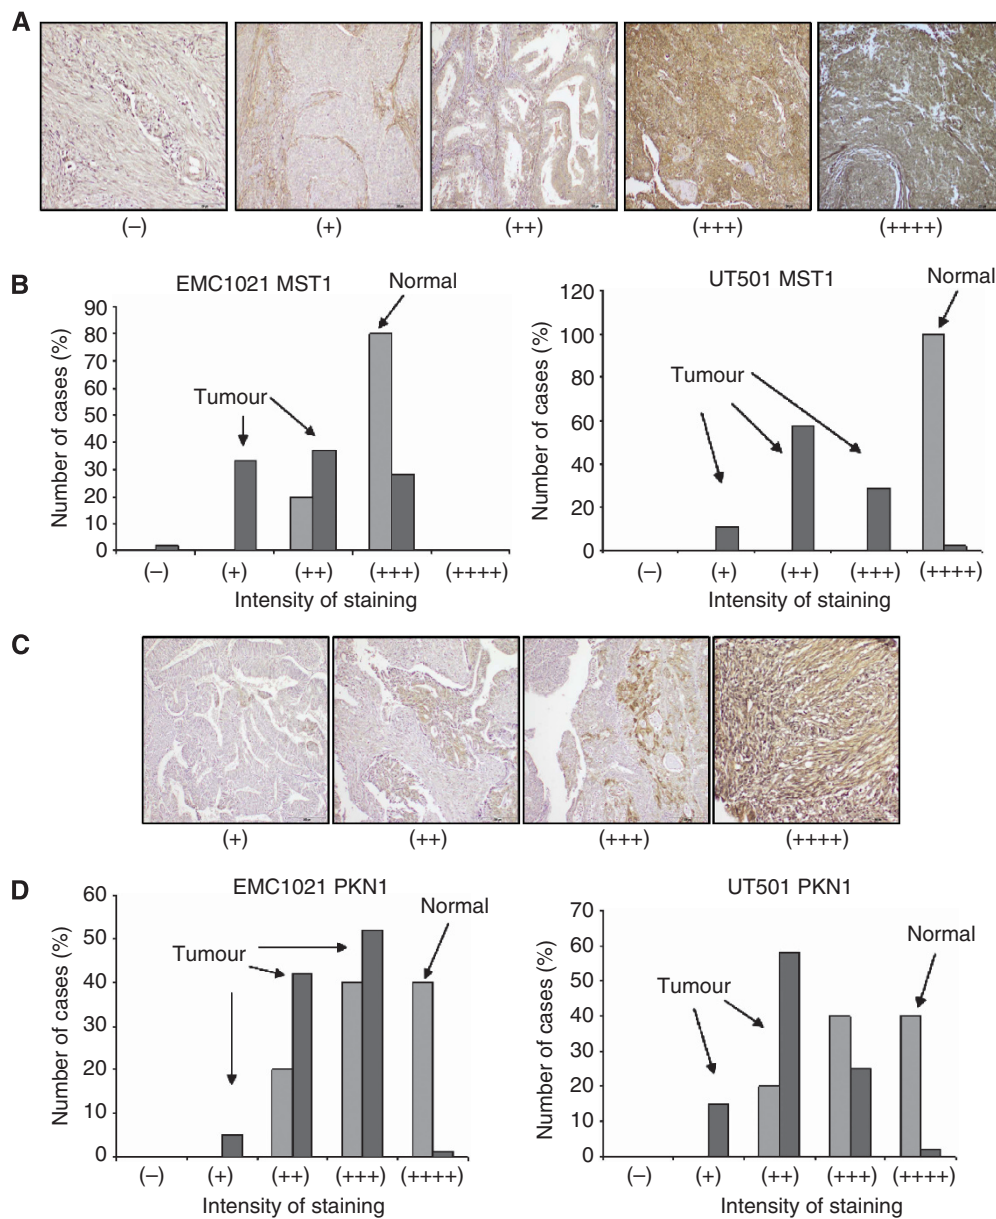 A
(–) (+) (++) (+++) (++++)
B
EMC1021 MST1
Normal
90
80
70
60
50
40
30
20
10
0
Number of cases (%)
Tumour
(–) (+) (++) (+++) (++++)
Intensity of staining
UT501 MST1
Normal
120
100
80
60
40
20
0
Number of cases (%)
Tumour
(–) (+) (++) (+++) (++++)
Intensity of staining
C
(+) (++) (+++) (++++)
D
EMC1021 PKN1
Normal
60
50
40
30
20
10
0
Number of cases (%)
Tumour
(–) (+) (++) (+++) (++++)
Intensity of staining
UT501 PKN1
Normal
70
60
50
40
30
20
10
0
Number of cases (%)
Tumour
(–) (+) (++) (+++) (++++)
Intensity of staining